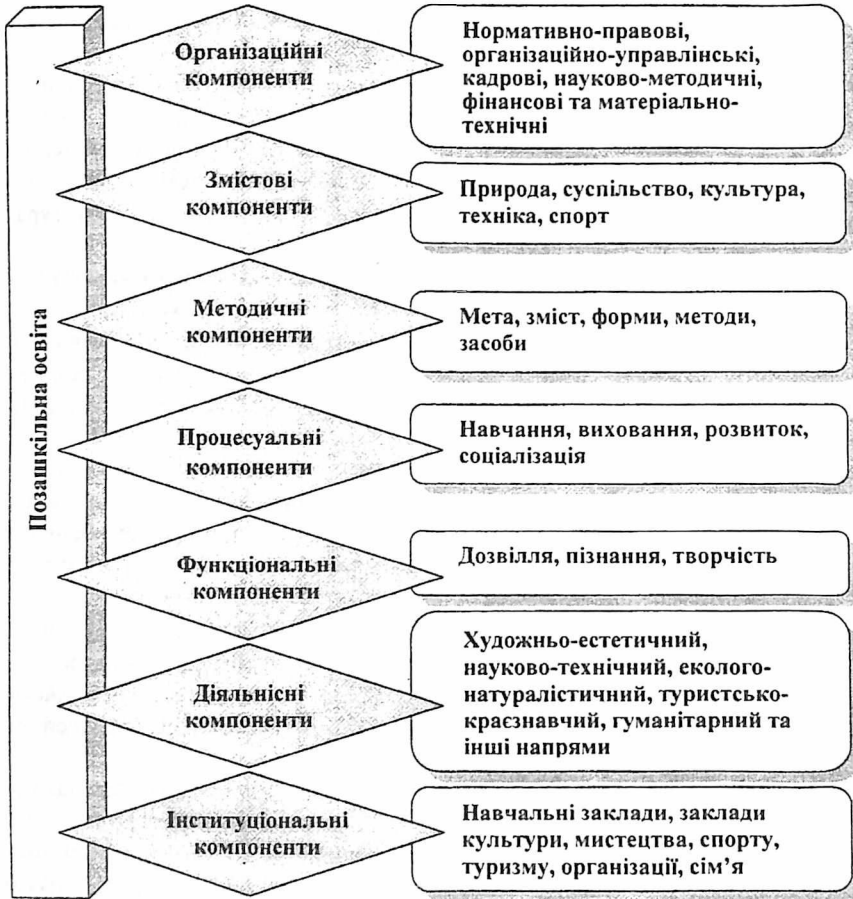 Позашкільна освіта
Організаційні
компоненти
Нормативно-правові,
організаційно-управлінські,
кадрові, науково-методичні,
фінансові та матеріально-
технічні
Змістові
компоненти
Природа, суспільство, культура,
техніка, спорт
Методичні
компоненти
Мета, зміст, форми, методи,
засоби
Процесуальні
компоненти
Навчання, виховання, розвиток,
соціалізація
Функціональні
компоненти
Дозвілля, пізнання, творчість
Діяльнісні
компоненти
Художньо-естетичний,
науково-технічний, еколого-
натуралістичний, туристсько-
краєзнавчий, гуманітарний та
інші напрями
Інституціональні
компоненти
Навчальні заклади, заклади
культури, мистецтва, спорту,
туризму, організації, сім’я